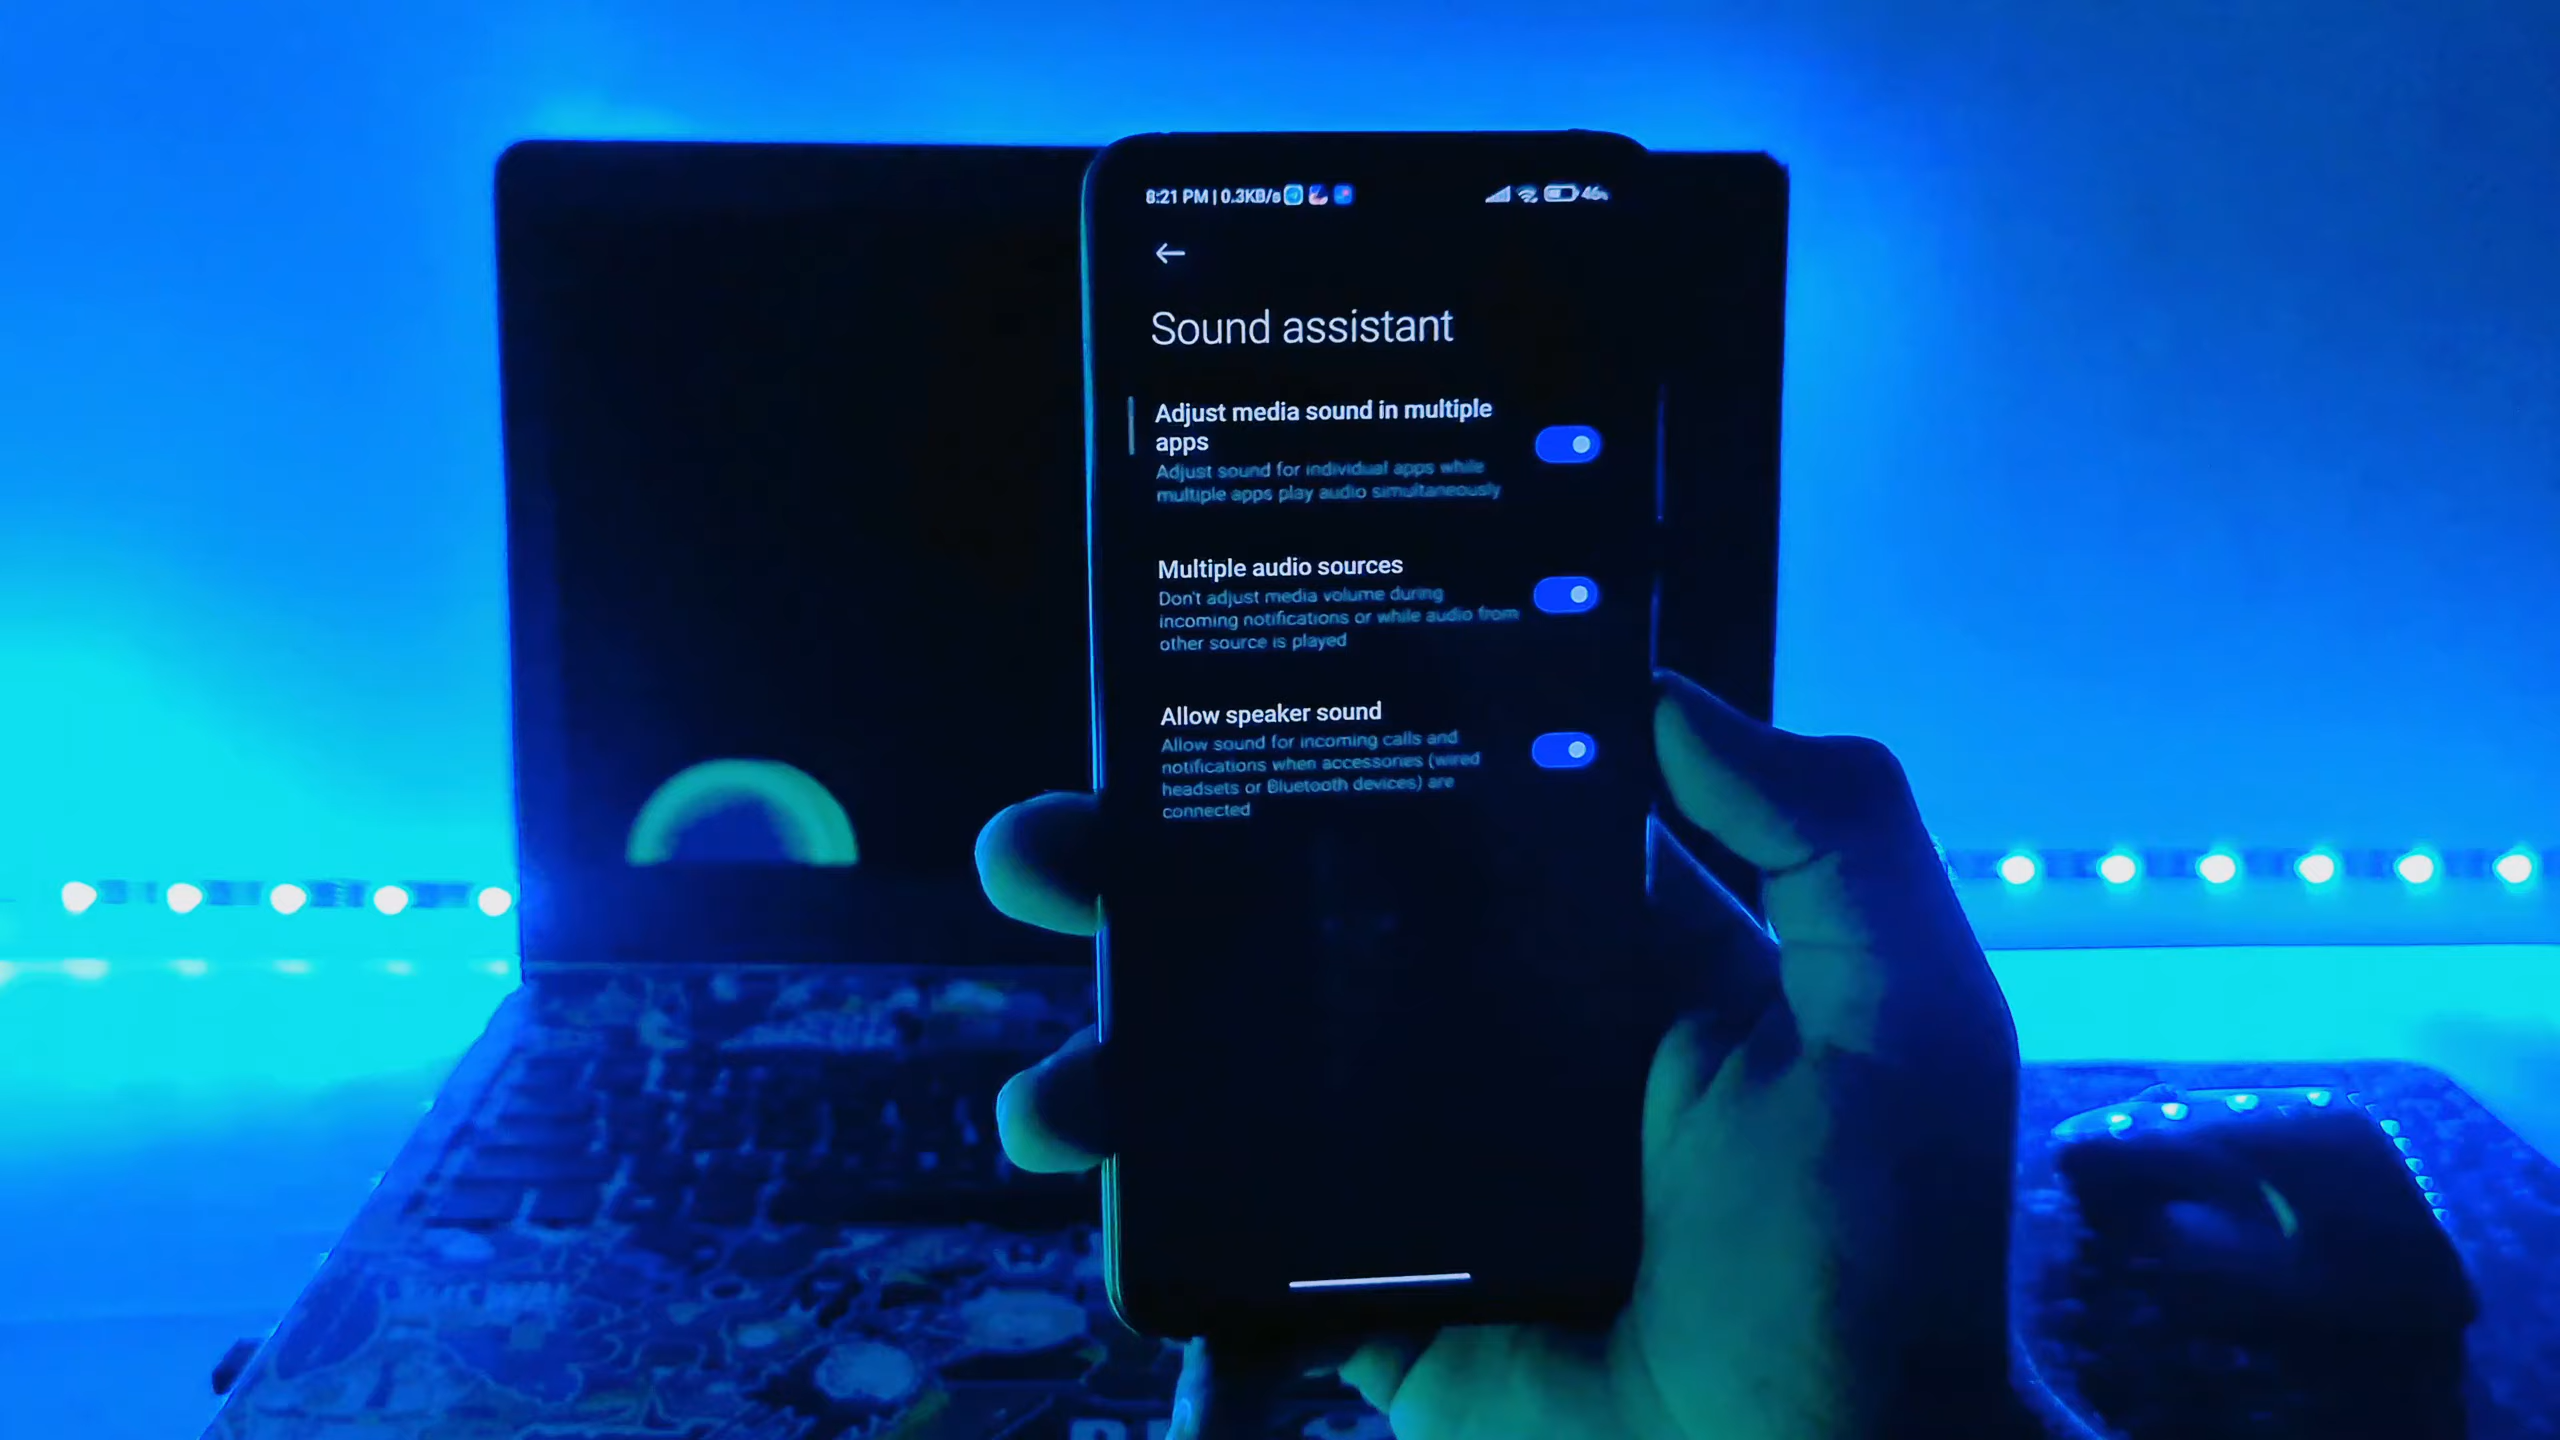 8:21 PM | 0.3KB/s 46%
Sound assistant
Adjust media sound in multiple
apps
Adjust sound for individual apps while
multiple apps play audio simultaneously
Multiple audio sources
Don't adjust media volume during
incoming notifications or while audio from
other source is played
Allow speaker sound
Allow sound for incoming calls and
notifications when accessories (wired
headsets or Bluetooth devices) are
connected